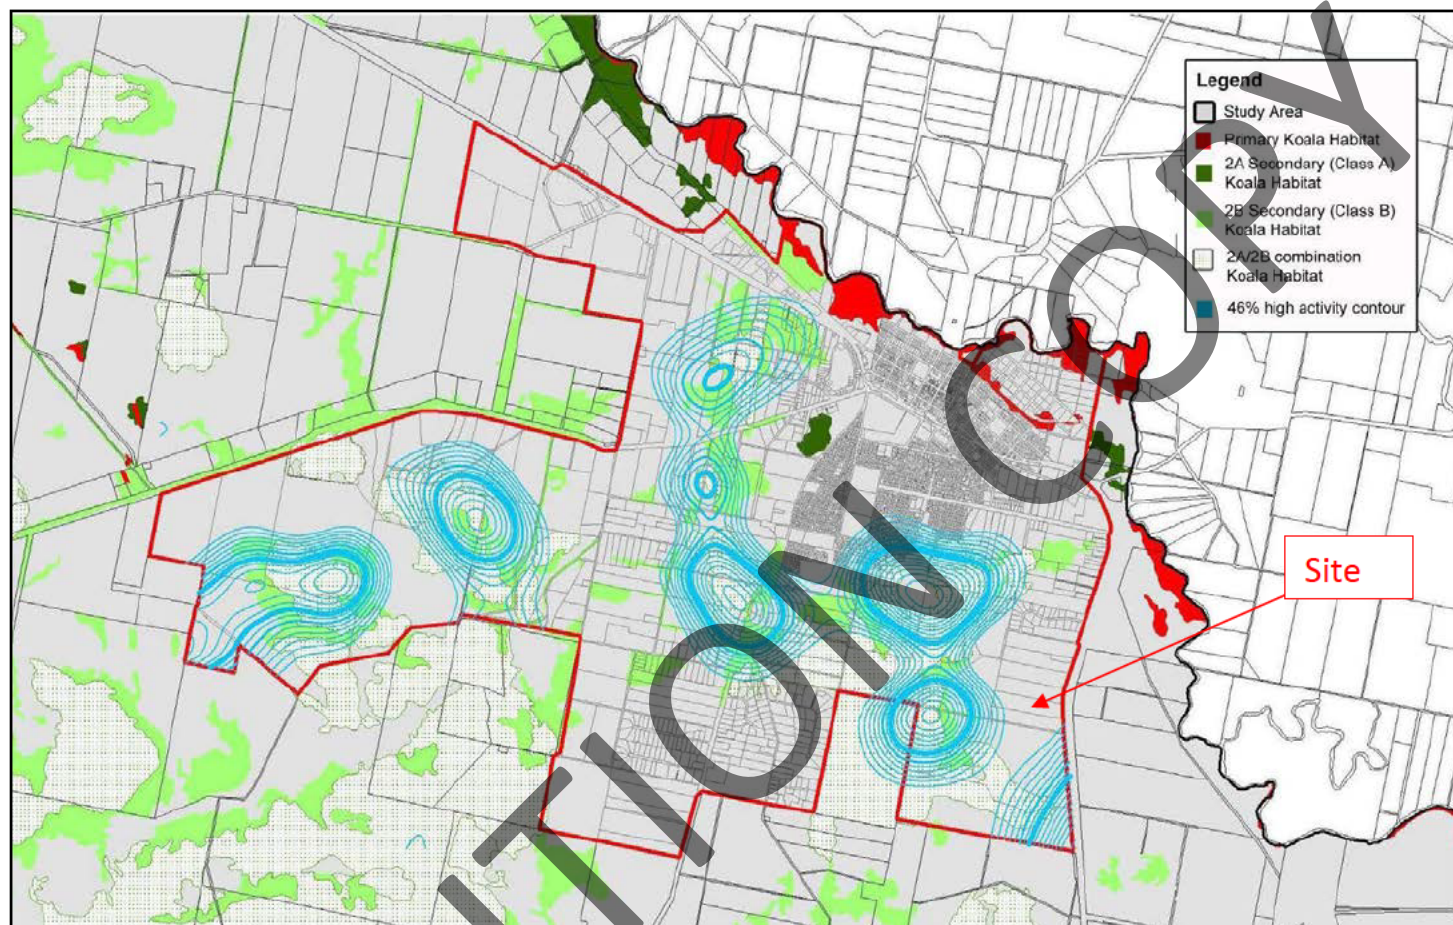 Legend
Study Area
Primary Koala Habitat
2A Secondary (Class A)
Koala Habitat
2B Secondary (Class B)
Koala Habitat
2A/2B combination
Koala Habitat
46% high activity contour
Site
ITION COPY